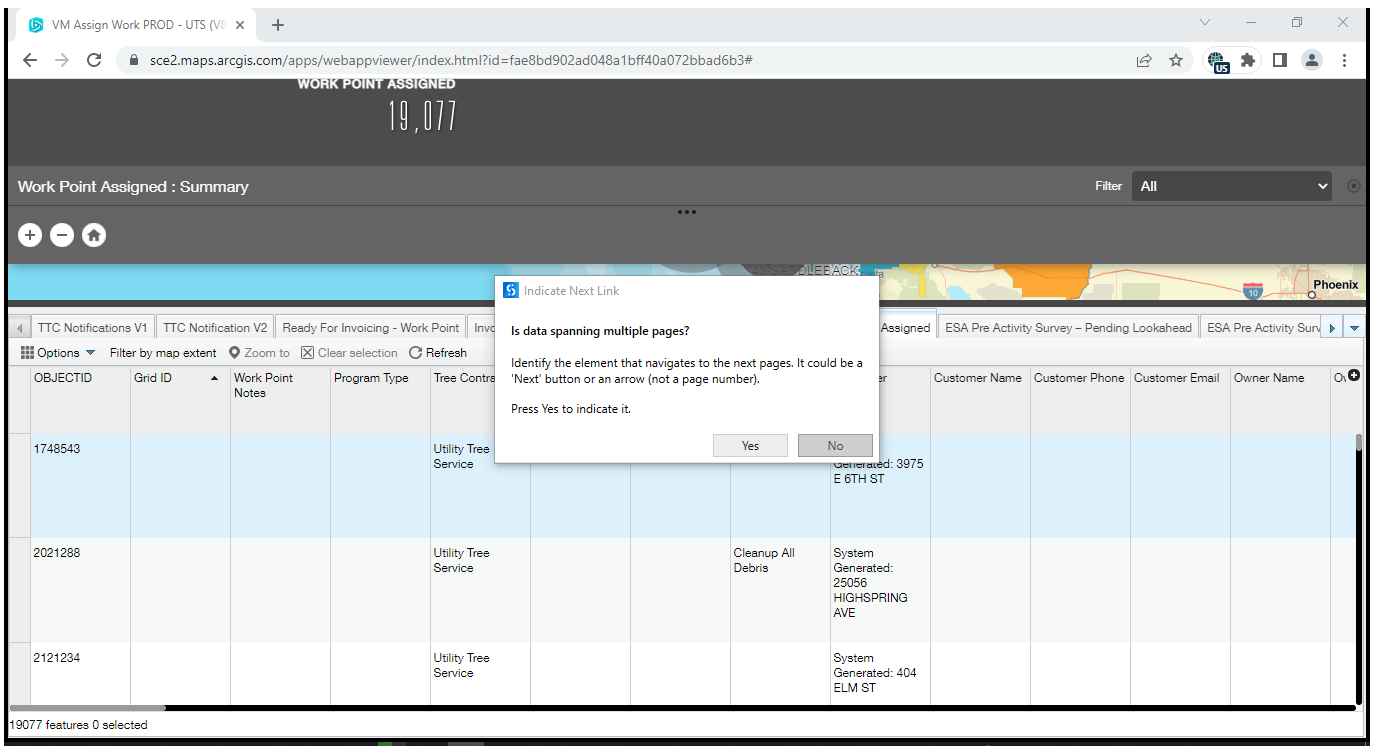 VM Assign Work PROD - UTS (V8
sce2.maps.arcgis.com/apps/webappviewer/index.html?id=fae8bd902ad048a1bff40a072bbad6b3#
US
WORK POINT ASSIGNED
19,077
Work Point Assigned : Summary
Filter
All
SADDLEBACK
10
Phoenix
Indicate Next Link
Is data spanning multiple pages?
Identify the element that navigates to the next pages. It could be a
'Next' button or an arrow (not a page number).
Press Yes to indicate it.
Yes
No
TTC Notifications V1
TTC Notification V2
Ready For Invoicing - Work Point
Invo
Assigned
ESA Pre Activity Survey – Pending Lookahead
ESA Pre Activity Surv
Options
Filter by map extent
Zoom to
Clear selection
Refresh
OBJECTID
Grid ID
Work Point
Notes
Program Type
Tree Contra
er
Customer Name
Customer Phone
Customer Email
Owner Name
1748543
Utility Tree
Service
Generated: 3975
E 6TH ST
2021288
Utility Tree
Service
Cleanup All
Debris
System
Generated:
25056
HIGHSPRING
AVE
2121234
Utility Tree
Service
System
Generated: 404
ELM ST
19077 features 0 selected